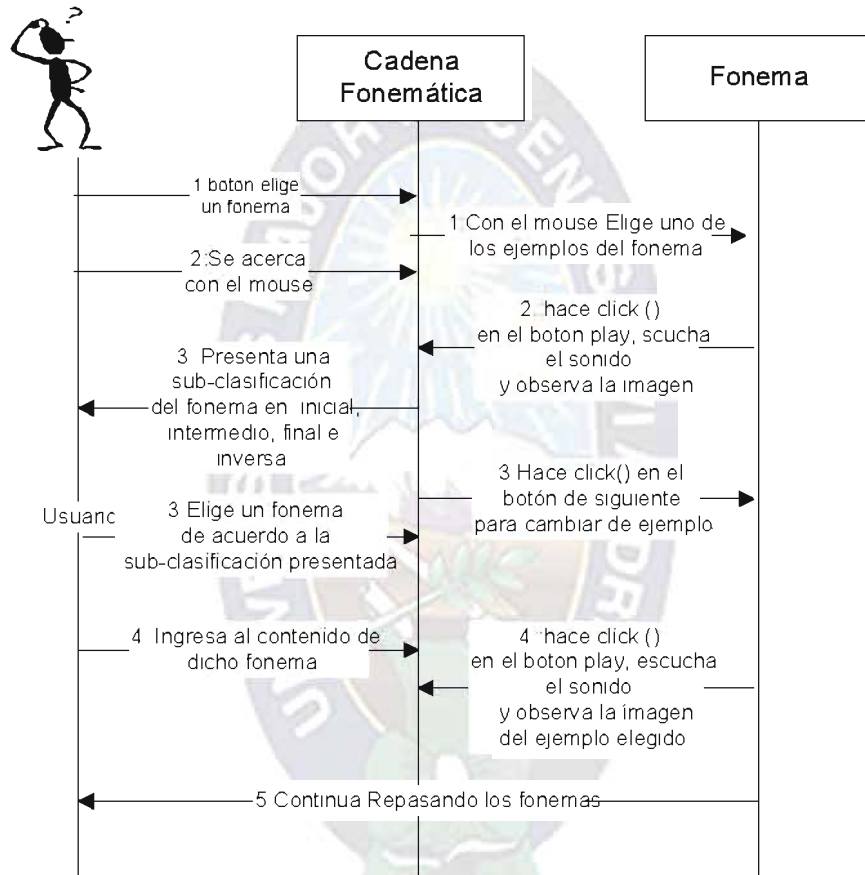 ?
Cadena
Fonemática
Fonema
1 boton elige
un fonema
1 Con el mouse Elige uno de
los ejemplos del fonema
2:Se acerca
con el mouse
2. hace click ()
en el boton play, scucha
el sonido
y observa la imagen
3 Presenta una
sub-clasificación
del fonema en inicial,
intermedio, final e
inversa
3 Hace click() en el
botón de siguiente
para cambiar de ejemplo
Usuario
3 Elige un fonema
de acuerdo a la
sub-clasificación presentada
4 Ingresa al contenido de
dicho fonema
4 hace click ()
en el boton play, escucha
el sonido
y observa la imagen
del ejemplo elegido
5 Continua Repasando los fonemas